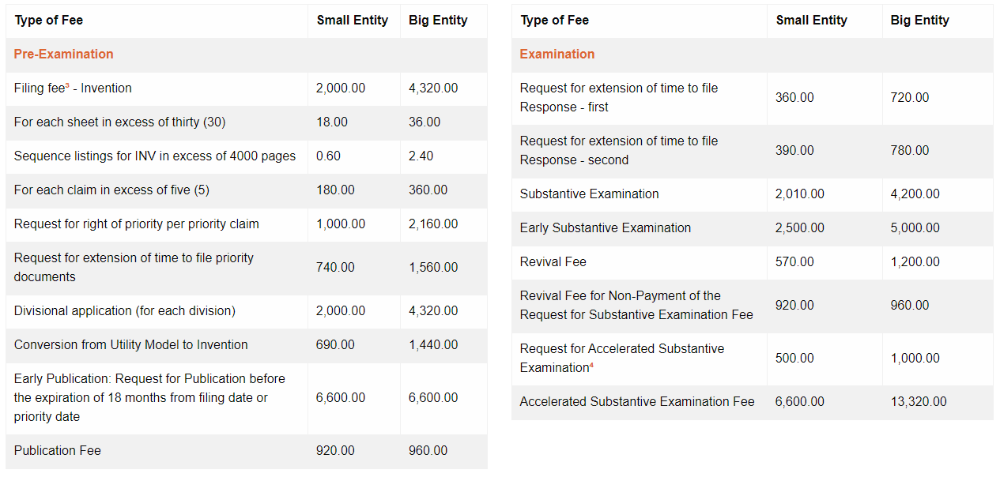 Type of Fee Small Entity Big Entity
Pre-Examination
Filing fee³ - Invention 2,000.00 4,320.00
For each sheet in excess of thirty (30) 18.00 36.00
Sequence listings for INV in excess of 4000 pages 0.60 2.40
For each claim in excess of five (5) 180.00 360.00
Request for right of priority per priority claim 1,000.00 2,160.00
Request for extension of time to file priority
documents 740.00 1,560.00
Divisional application (for each division) 2,000.00 4,320.00
Conversion from Utility Model to Invention 690.00 1,440.00
Early Publication: Request for Publication before
the expiration of 18 months from filing date or 6,600.00 6,600.00
priority date
Publication Fee 920.00 960.00
Type of Fee Small Entity Big Entity
Examination
Request for extension of time to file
Response - first 360.00 720.00
Request for extension of time to file
Response - second 390.00 780.00
Substantive Examination 2,010.00 4,200.00
Early Substantive Examination 2,500.00 5,000.00
Revival Fee 570.00 1,200.00
Revival Fee for Non-Payment of the
Request for Substantive Examination Fee 920.00 960.00
Request for Accelerated Substantive
Examination⁴ 500.00 1,000.00
Accelerated Substantive Examination Fee 6,600.00 13,320.00